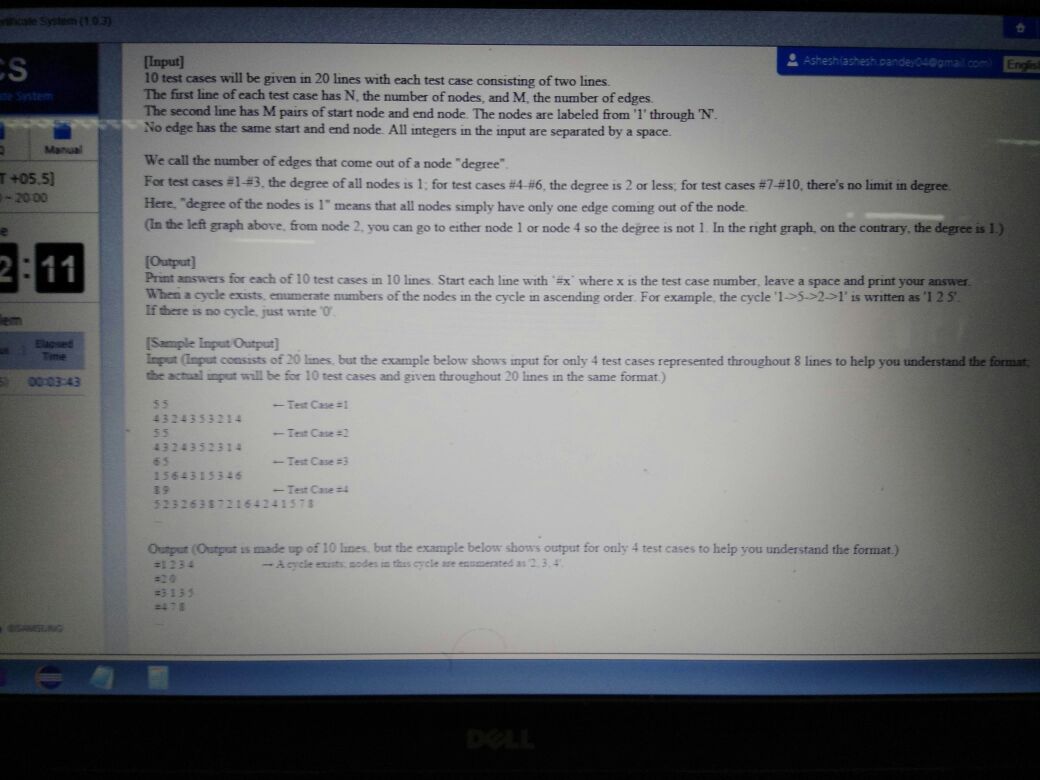 ertificate System (1.0.3)
CS
ate System
Ashesh(ashesh.pandey04@gmail.com)
English
Q
Manual
T +05.5]
~ 20:00
2:11
lem
Elapsed
Time
00:03:43
©SAMSUNG
[Input]
10 test cases will be given in 20 lines with each test case consisting of two lines.
The first line of each test case has N, the number of nodes, and M, the number of edges.
The second line has M pairs of start node and end node. The nodes are labeled from '1' through 'N'.
No edge has the same start and end node. All integers in the input are separated by a space.
We call the number of edges that come out of a node "degree".
For test cases #1-#3, the degree of all nodes is 1; for test cases #4-#6, the degree is 2 or less; for test cases #7-#10, there's no limit in degree.
Here, "degree of the nodes is 1" means that all nodes simply have only one edge coming out of the node.
(In the left graph above, from node 2, you can go to either node 1 or node 4 so the degree is not 1. In the right graph, on the contrary, the degree is 1.)
[Output]
Print answers for each of 10 test cases in 10 lines. Start each line with '#x' where x is the test case number, leave a space and print your answer.
When a cycle exists, enumerate numbers of the nodes in the cycle in ascending order. For example, the cycle '1->5->2->1' is written as '1 2 5'.
If there is no cycle, just write '0'.
[Sample Input/Output]
Input (Input consists of 20 lines, but the example below shows input for only 4 test cases represented throughout 8 lines to help you understand the format;
the actual input will be for 10 test cases and given throughout 20 lines in the same format.)
5 5 ← Test Case #1
4 3 2 4 3 5 3 2 1 4
5 5 ← Test Case #2
4 3 2 4 3 5 2 3 1 4
6 5 ← Test Case #3
1 5 6 4 3 1 5 3 4 6
8 9 ← Test Case #4
5 2 3 2 6 3 8 7 2 1 6 4 2 4 1 5 7 8
...
Output (Output is made up of 10 lines, but the example below shows output for only 4 test cases to help you understand the format.)
#1 2 3 4 ← A cycle exists; nodes in this cycle are enumerated as '2, 3, 4'.
#2 0
#3 1 3 5
#4 7 8
...
DELL